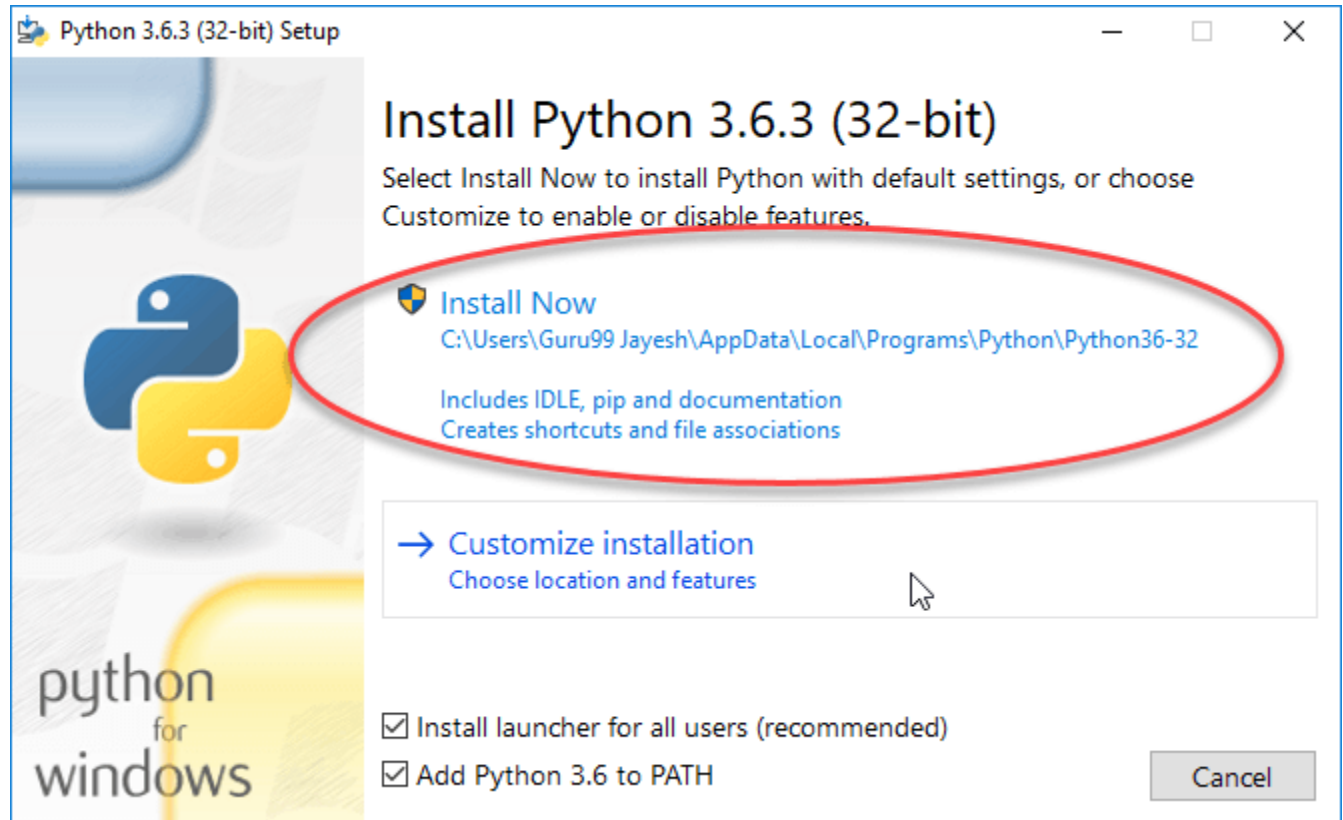 Python 3.6.3 (32-bit) Setup
Install Python 3.6.3 (32-bit)
Select Install Now to install Python with default settings, or choose
Customize to enable or disable features.
Install Now
C:\Users\Guru99 Jayesh\AppData\Local\Programs\Python\Python36-32
Includes IDLE, pip and documentation
Creates shortcuts and file associations
Customize installation
Choose location and features
python
for
windows
Install launcher for all users (recommended)
Add Python 3.6 to PATH
Cancel